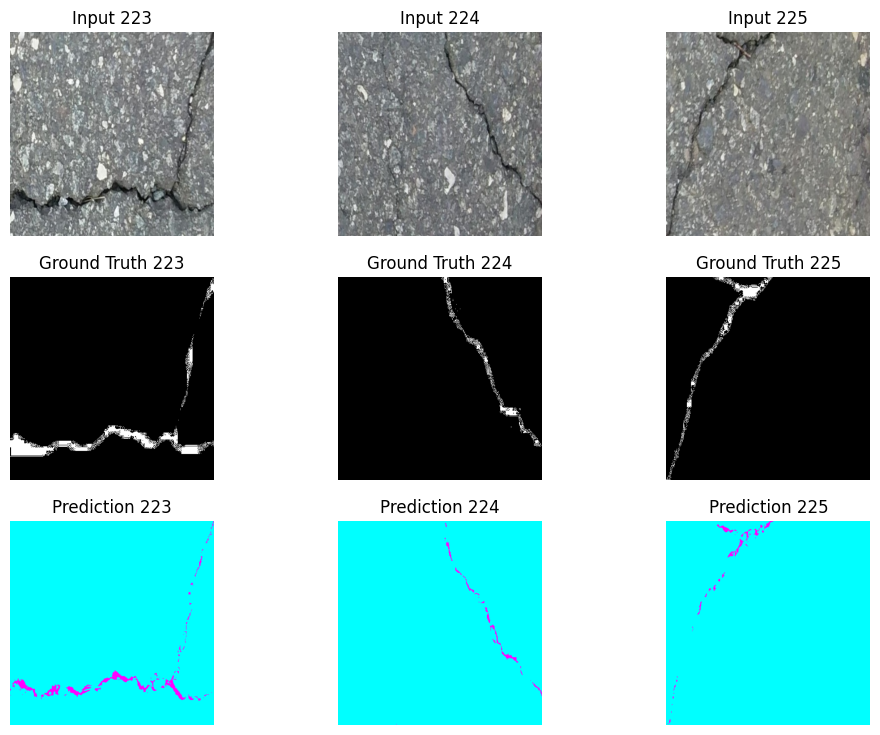 Input 223
Input 224
Input 225
Ground Truth 223
Ground Truth 224
Ground Truth 225
Prediction 223
Prediction 224
Prediction 225